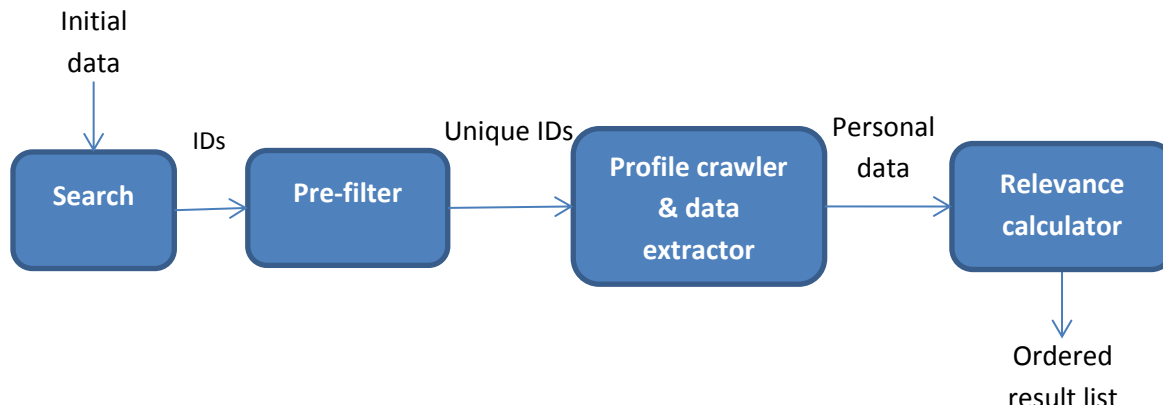 Initial
data
Search
IDs
Pre-filter
Unique IDs
Profile crawler
& data
extractor
Personal
data
Relevance
calculator
Ordered
result list